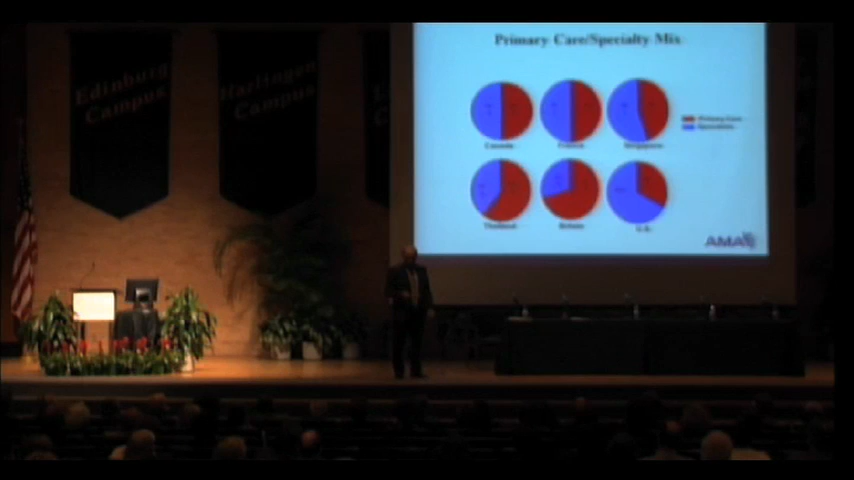 Edinburg
Campus
Harlingen
Campus
Primary Care/Specialty Mix
Primary Care
Specialties
Canada
France
Singapore
Thailand
Britain
U.S.
AMA